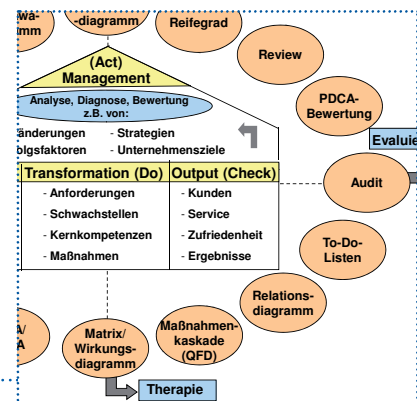 -diagramm
Reifegrad
(Act)
Management
Review
Analyse, Diagnose, Bewertung
z.B. von:
PDCA-
Bewertung
- Strategien
- Unternehmensziele
Transformation (Do)
Output (Check)
Audit
- Anforderungen
- Schwachstellen
- Kernkompetenzen
- Maßnahmen
- Kunden
- Service
- Zufriedenheit
- Ergebnisse
To-Do-
Listen
Relations-
diagramm
Maßnahmen-
kaskade
(QFD)
Matrix/
Wirkungs-
diagramm
Therapie